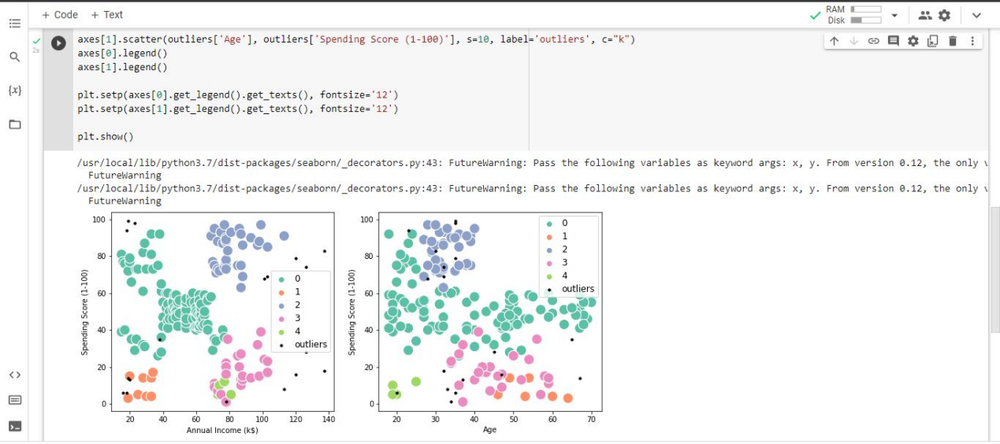 + Code + Text
RAM
Disk
2s
{x}
axes[1].scatter(outliers['Age'], outliers['Spending Score (1-100)'], s=10, label='outliers', c="k")
axes[0].legend()
axes[1].legend()
plt.setp(axes[0].get_legend().get_texts(), fontsize='12')
plt.setp(axes[1].get_legend().get_texts(), fontsize='12')
plt.show()
/usr/local/lib/python3.7/dist-packages/seaborn/_decorators.py:43: FutureWarning: Pass the following variables as keyword args: x, y. From version 0.12, the only v
FutureWarning
/usr/local/lib/python3.7/dist-packages/seaborn/_decorators.py:43: FutureWarning: Pass the following variables as keyword args: x, y. From version 0.12, the only v
FutureWarning
Spending Score (1-100)
100
80
60
40
20
0
0
1
2
3
4
outliers
20 40 60 80 100 120 140
Annual Income (k$)
Spending Score (1-100)
100
80
60
40
20
0
0
1
2
3
4
outliers
20 30 40 50 60 70
Age